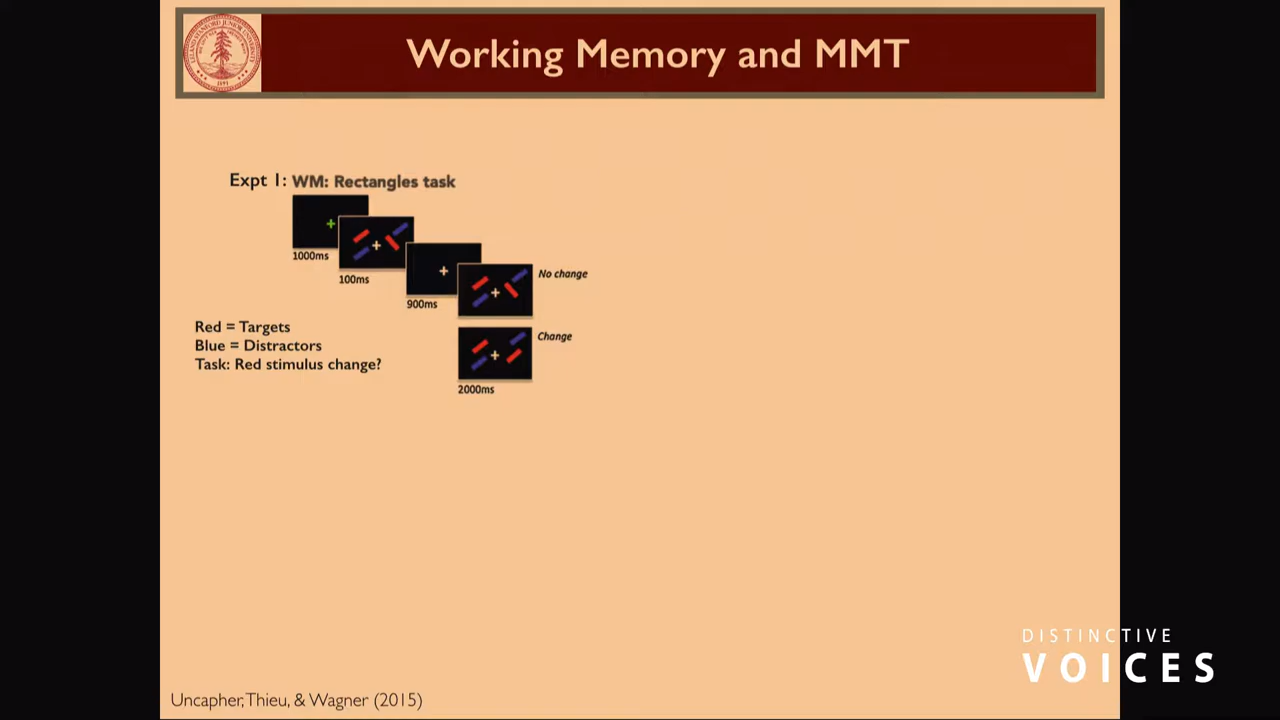 Working Memory and MMT
Expt 1: WM: Rectangles task
1000ms
100ms
900ms
No change
Change
2000ms
Red = Targets
Blue = Distractors
Task: Red stimulus change?
DISTINCTIVE
VOICES
Uncapher, Thieu, & Wagner (2015)